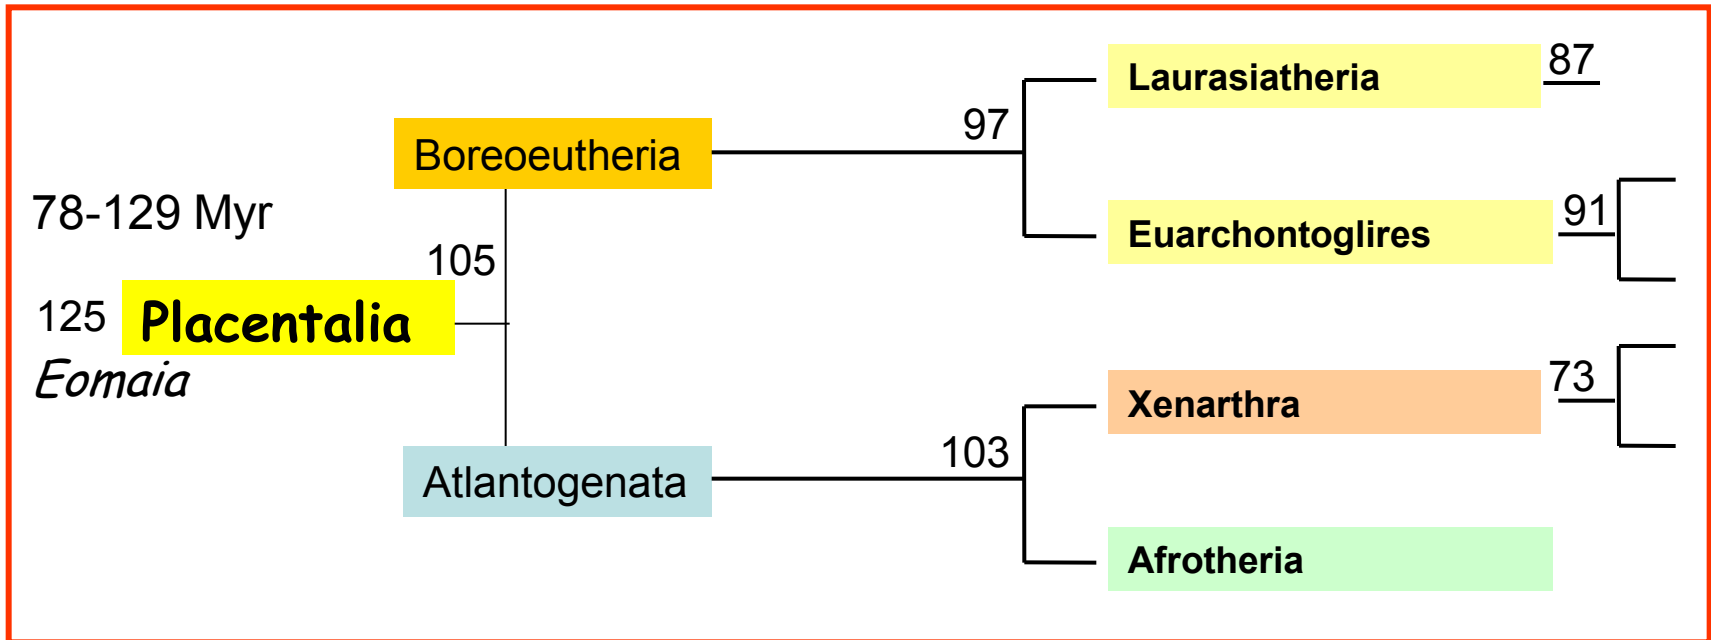 78-129 Myr
125 Placentalia
Eomaia
105
Boreoeutheria
Atlantogenata
97
103
Laurasiatheria 87
Euarchontoglires 91
Xenarthra 73
Afrotheria